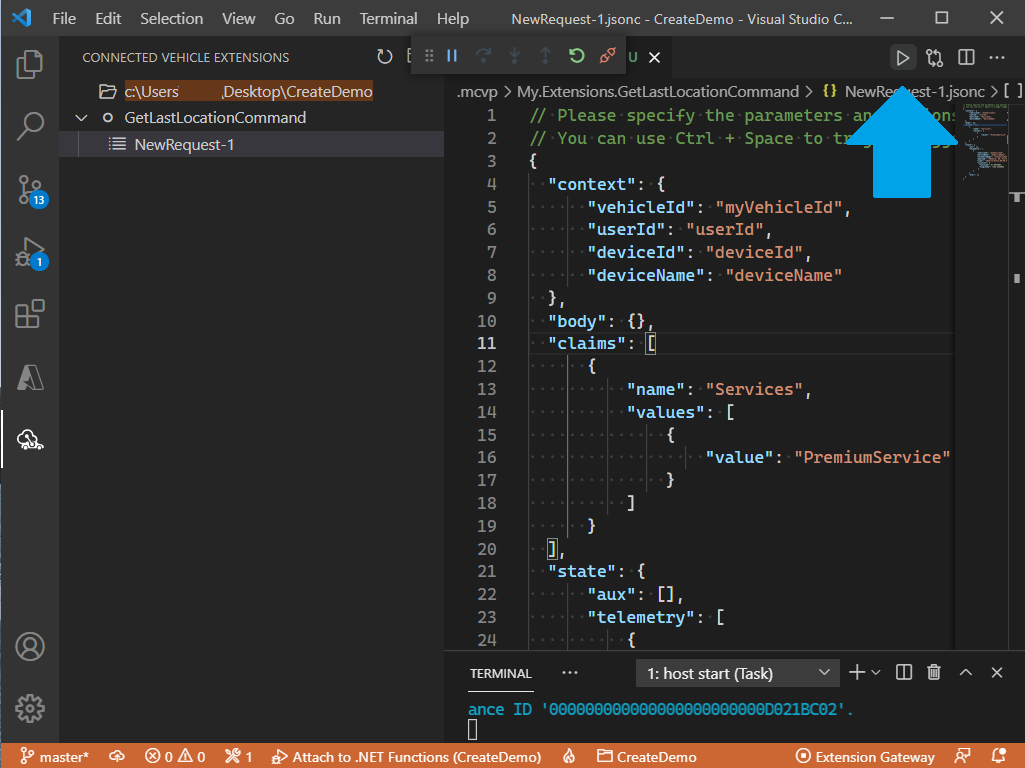 File Edit Selection View Go Run Terminal Help NewRequest-1.jsonc - CreateDemo - Visual Studio C...
CONNECTED VEHICLE EXTENSIONS
U
c:\Users ,Desktop\CreateDemo
GetLastLocationCommand
NewRequest-1
13
1
.mcvp > My.Extensions.GetLastLocationCommand > {} NewRequest-1.jsonc > [ ]
1 // Please specify the parameters
2 // You can use Ctrl + Space to
3 {
4 "context": {
5 "vehicleId": "myVehicleId",
6 "userId": "userId",
7 "deviceId": "deviceId",
8 "deviceName": "deviceName"
9 },
10 "body": {},
11 "claims": [
12 {
13 "name": "Services",
14 "values": [
15 {
16 "value": "PremiumService"
17 }
18 ]
19 }
20 ],
21 "state": {
22 "aux": [],
23 "telemetry": [
24 {
TERMINAL ... 1: host start (Task)
ance ID '000000000000000000000000D021BC02'.
master* 0 0 1 Attach to .NET Functions (CreateDemo) CreateDemo Extension Gateway